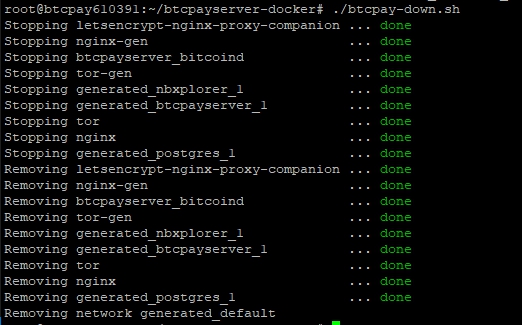 root@btcpay610391:~/btcpayserver-docker# ./btcpay-down.sh
Stopping letsencrypt-nginx-proxy-companion ... done
Stopping nginx-gen ... done
Stopping btcpayserver_bitcoind ... done
Stopping tor-gen ... done
Stopping generated_nbxplorer_1 ... done
Stopping generated_btcpayserver_1 ... done
Stopping tor ... done
Stopping nginx ... done
Stopping generated_postgres_1 ... done
Removing letsencrypt-nginx-proxy-companion ... done
Removing nginx-gen ... done
Removing btcpayserver_bitcoind ... done
Removing tor-gen ... done
Removing generated_nbxplorer_1 ... done
Removing generated_btcpayserver_1 ... done
Removing tor ... done
Removing nginx ... done
Removing generated_postgres_1 ... done
Removing network generated_default